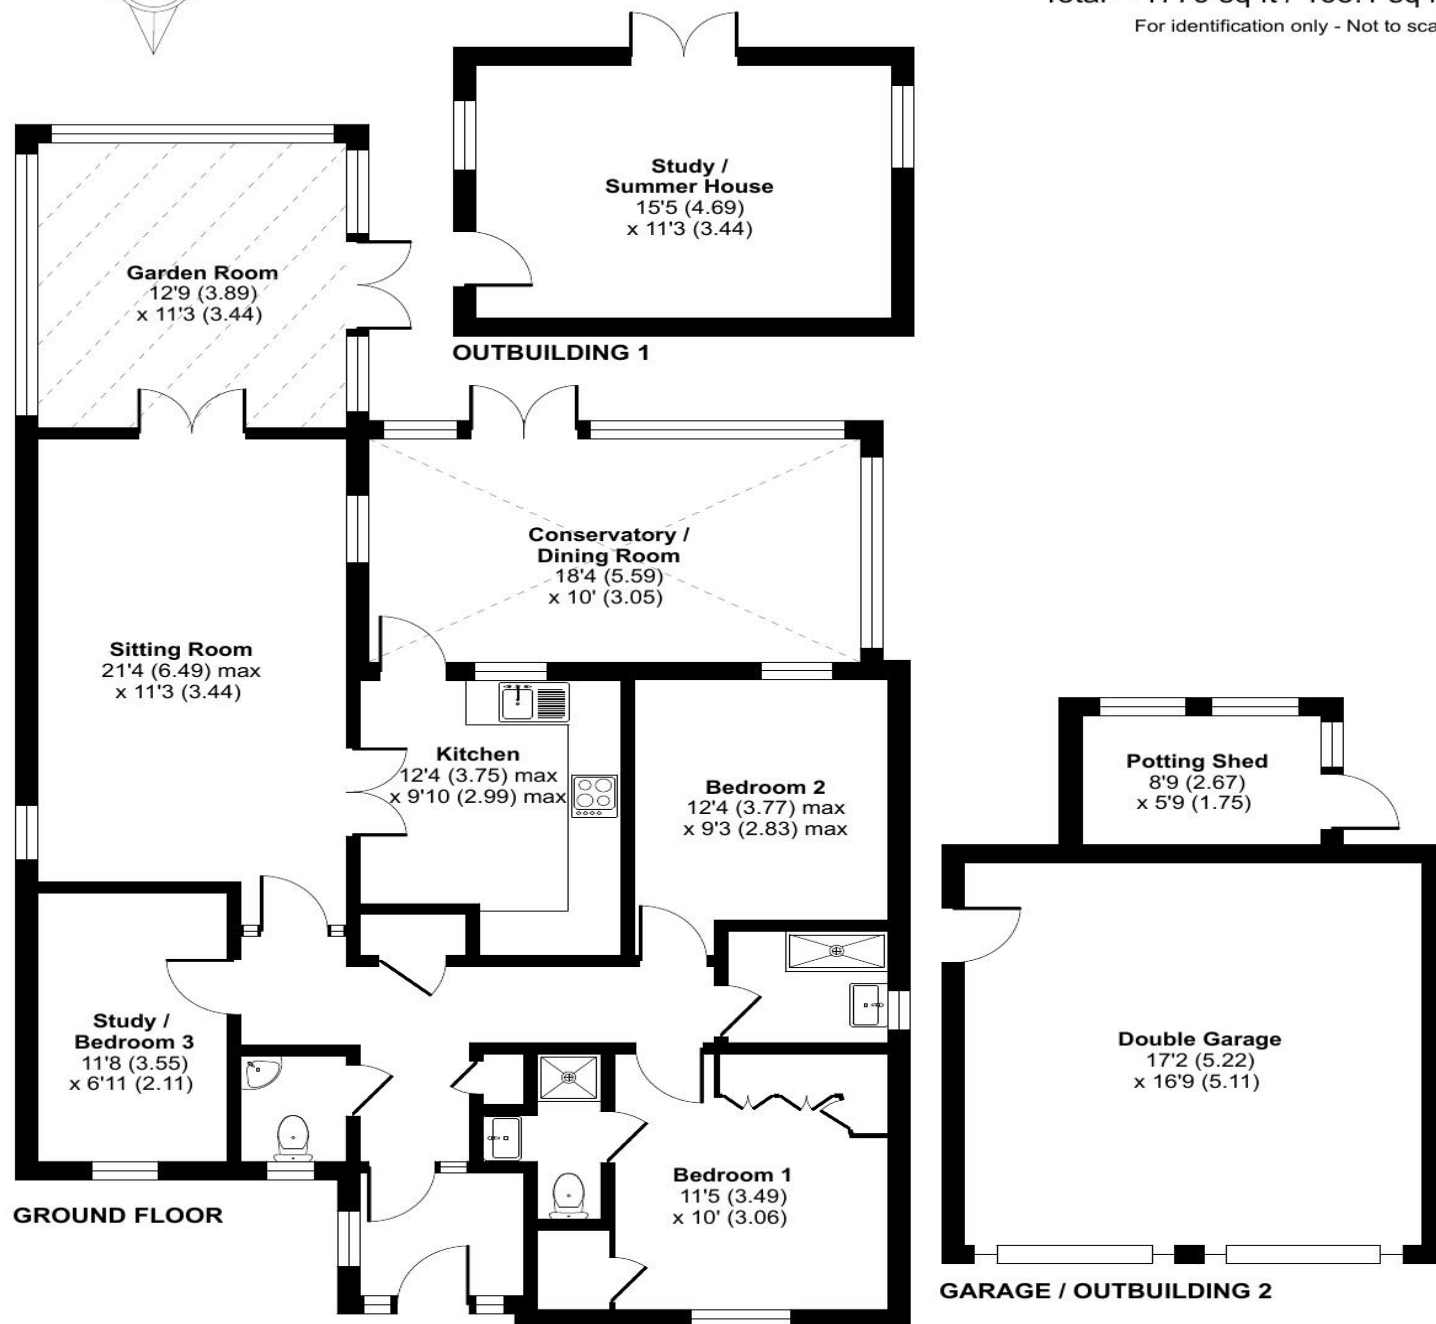 For identification only - Not to sca
Study /
Summer House
15'5 (4.69)
x 11'3 (3.44)
OUTBUILDING 1
Garden Room
12'9 (3.89)
x 11'3 (3.44)
Conservatory /
Dining Room
18'4 (5.59)
x 10' (3.05)
Sitting Room
21'4 (6.49) max
x 11'3 (3.44)
Kitchen
12'4 (3.75) max
x 9'10 (2.99) max
Bedroom 2
12'4 (3.77) max
x 9'3 (2.83) max
Potting Shed
8'9 (2.67)
x 5'9 (1.75)
Study /
Bedroom 3
11'8 (3.55)
x 6'11 (2.11)
Double Garage
17'2 (5.22)
x 16'9 (5.11)
Bedroom 1
11'5 (3.49)
x 10' (3.06)
GROUND FLOOR
GARAGE / OUTBUILDING 2